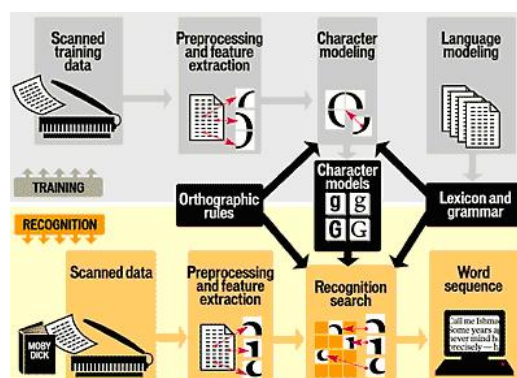 Scanned
training
data
Preprocessing
and feature
extraction
Character
modeling
Language
modeling
TRAINING
Orthographic
rules
Character
models
g g
G G
Lexicon and
grammar
RECOGNITION
Scanned data
Preprocessing
and feature
extraction
Recognition
search
Word
sequence
MOBY
DICK
Call me Ishma
Some years a
never mind h
precisely — h